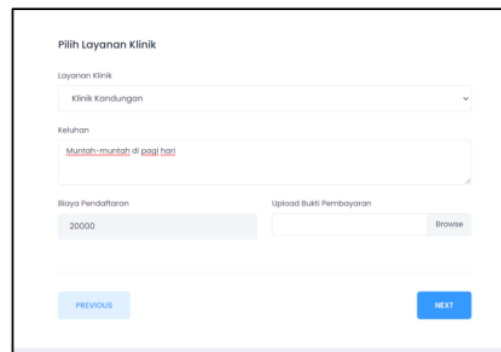 Pilih Layanan Klinik
Layanan Klinik
Klinik Kandungan
Keluhan
Muntah-muntah di pagi hari
Biaya Pendaftaran
Upload Bukti Pembayaran
20000
Browse
PREVIOUS
NEXT